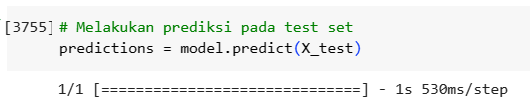 [3755] # Melakukan prediksi pada test set
predictions = model.predict(X_test)
1/1 [==============================] - 1s 530ms/step